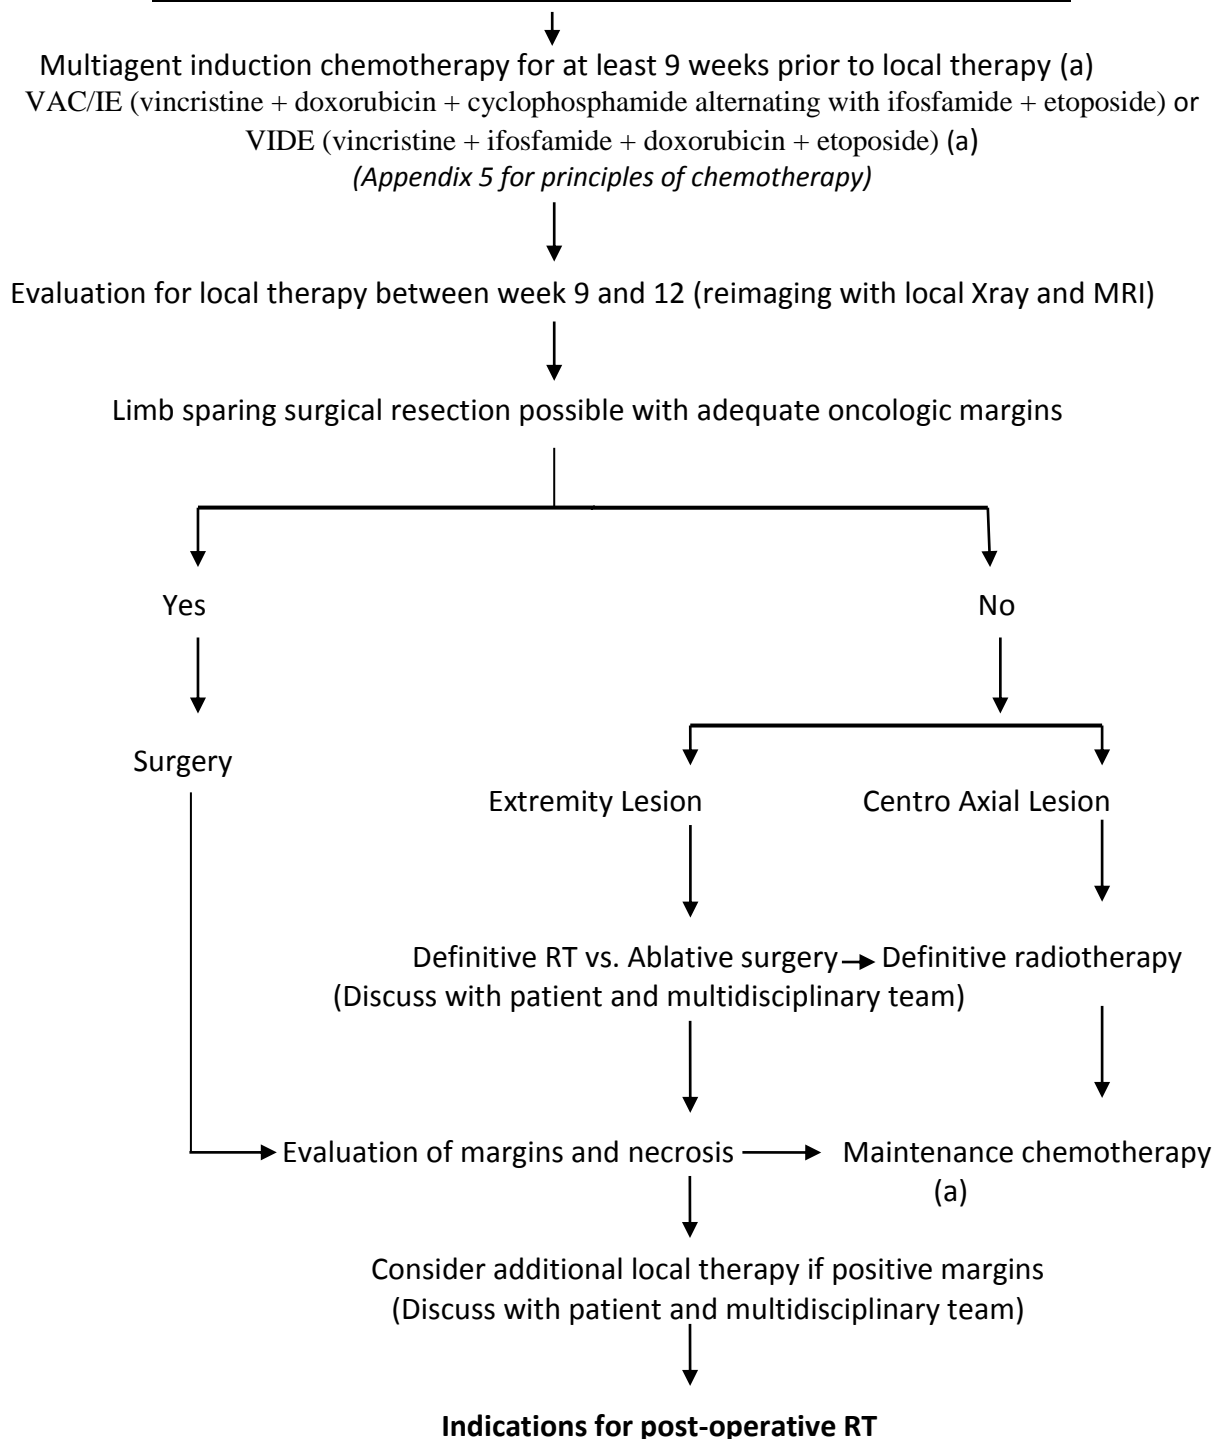 Multiagent induction chemotherapy for at least 9 weeks prior to local therapy (a)
VAC/IE (vincristine + doxorubicin + cyclophosphamide alternating with ifosfamide + etoposide) or
VIDE (vincristine + ifosfamide + doxorubicin + etoposide) (a)
(Appendix 5 for principles of chemotherapy)
Evaluation for local therapy between week 9 and 12 (reimaging with local Xray and MRI)
Limb sparing surgical resection possible with adequate oncologic margins
Yes
No
Surgery
Extremity Lesion
Centro Axial Lesion
Definitive RT vs. Ablative surgery
(Discuss with patient and multidisciplinary team)
Definitive radiotherapy
Evaluation of margins and necrosis
Maintenance chemotherapy
(a)
Consider additional local therapy if positive margins
(Discuss with patient and multidisciplinary team)
Indications for post-operative RT